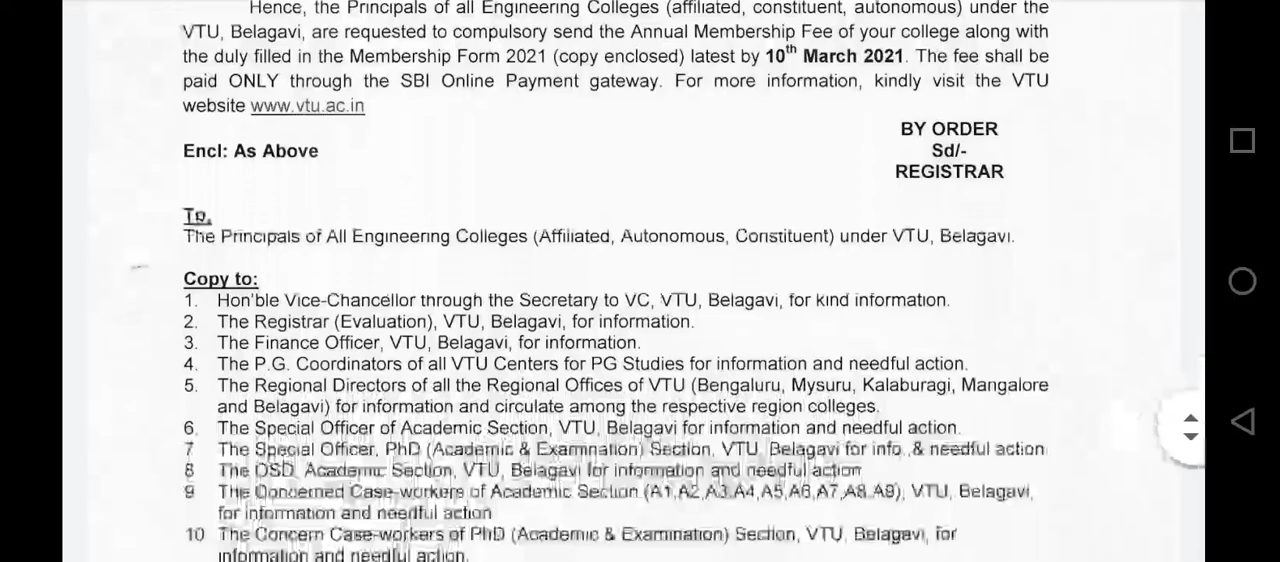 Hence, the Principals of all Engineering Colleges (affiliated, constituent, autonomous) under the
VTU, Belagavi, are requested to compulsory send the Annual Membership Fee of your college along with
the duly filled in the Membership Form 2021 (copy enclosed) latest by 10th March 2021. The fee shall be
paid ONLY through the SBI Online Payment gateway. For more information, kindly visit the VTU
website www.vtu.ac.in
BY ORDER
Encl: As Above
Sd/-
REGISTRAR
To,
The Principals of All Engineering Colleges (Affiliated, Autonomous, Constituent) under VTU, Belagavi.
Copy to:
1. Hon'ble Vice-Chancellor through the Secretary to VC, VTU, Belagavi, for kind information.
2. The Registrar (Evaluation), VTU, Belagavi, for information.
3. The Finance Officer, VTU, Belagavi, for information.
4. The P.G. Coordinators of all VTU Centers for PG Studies for information and needful action.
5. The Regional Directors of all the Regional Offices of VTU (Bengaluru, Mysuru, Kalaburagi, Mangalore
and Belagavi) for information and circulate among the respective region colleges.
6. The Special Officer of Academic Section, VTU, Belagavi for information and needful action.
7 The Special Officer, PhD (Academic & Examination) Section, VTU, Belagavi for info., & needful action
8 The OSD, Academic Section, VTU, Belagavi for information and needful action
9 The Concerned Case-workers of Academic Section (A1,A2,A3,A4,A5,A6,A7,A8,A9), VTU, Belagavi,
for information and needful action
10 The Concern Case-workers of PhD (Academic & Examination) Section, VTU, Belagavi, for
information and needful action.